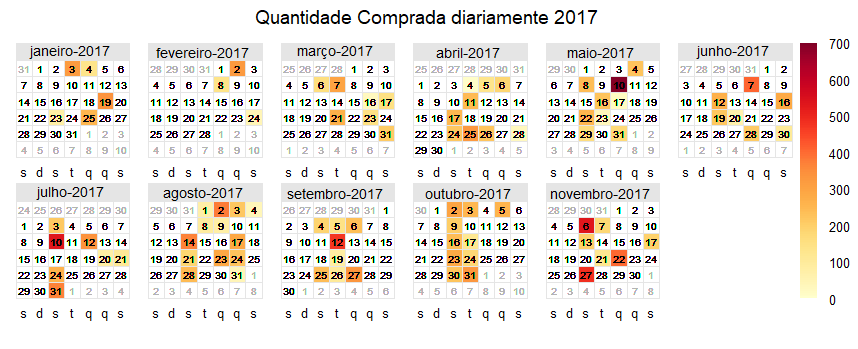 Quantidade Comprada diariamente 2017
janeiro-2017
31 1 2 3 4 5 6
7 8 9 10 11 12 13
14 15 16 17 18 19 20
21 22 23 24 25 26 27
28 29 30 31 1 2 3
4 5 6 7 8 9 10
s d s t q q s
fevereiro-2017
28 29 30 31 1 2 3
4 5 6 7 8 9 10
11 12 13 14 15 16 17
18 19 20 21 22 23 24
25 26 27 28 1 2 3
4 5 6 7 8 9 10
s d s t q q s
março-2017
25 26 27 28 1 2 3
4 5 6 7 8 9 10
11 12 13 14 15 16 17
18 19 20 21 22 23 24
25 26 27 28 29 30 31
1 2 3 4 5 6 7
s d s t q q s
abril-2017
25 26 27 28 29 30 31
1 2 3 4 5 6 7
8 9 10 11 12 13 14
15 16 17 18 19 20 21
22 23 24 25 26 27 28
29 30 1 2 3 4 5
s d s t q q s
maio-2017
29 30 1 2 3 4 5
6 7 8 9 10 11 12
13 14 15 16 17 18 19
20 21 22 23 24 25 26
27 28 29 30 31 1 2
3 4 5 6 7 8 9
s d s t q q s
junho-2017
27 28 29 30 31 1 2
3 4 5 6 7 8 9
10 11 12 13 14 15 16
17 18 19 20 21 22 23
24 25 26 27 28 29 30
1 2 3 4 5 6 7
s d s t q q s
julho-2017
24 25 26 27 28 29 30
1 2 3 4 5 6 7
8 9 10 11 12 13 14
15 16 17 18 19 20 21
22 23 24 25 26 27 28
29 30 31 1 2 3 4
s d s t q q s
agosto-2017
29 30 31 1 2 3 4
5 6 7 8 9 10 11
12 13 14 15 16 17 18
19 20 21 22 23 24 25
26 27 28 29 30 31 1
2 3 4 5 6 7 8
s d s t q q s
setembro-2017
26 27 28 29 30 31 1
2 3 4 5 6 7 8
9 10 11 12 13 14 15
16 17 18 19 20 21 22
23 24 25 26 27 28 29
30 1 2 3 4 5 6
s d s t q q s
outubro-2017
30 1 2 3 4 5 6
7 8 9 10 11 12 13
14 15 16 17 18 19 20
21 22 23 24 25 26 27
28 29 30 31 1 2 3
4 5 6 7 8 9 10
s d s t q q s
novembro-2017
28 29 30 31 1 2 3
4 5 6 7 8 9 10
11 12 13 14 15 16 17
18 19 20 21 22 23 24
25 26 27 28 29 30 1
2 3 4 5 6 7 8
s d s t q q s
700
600
500
400
300
200
100
0